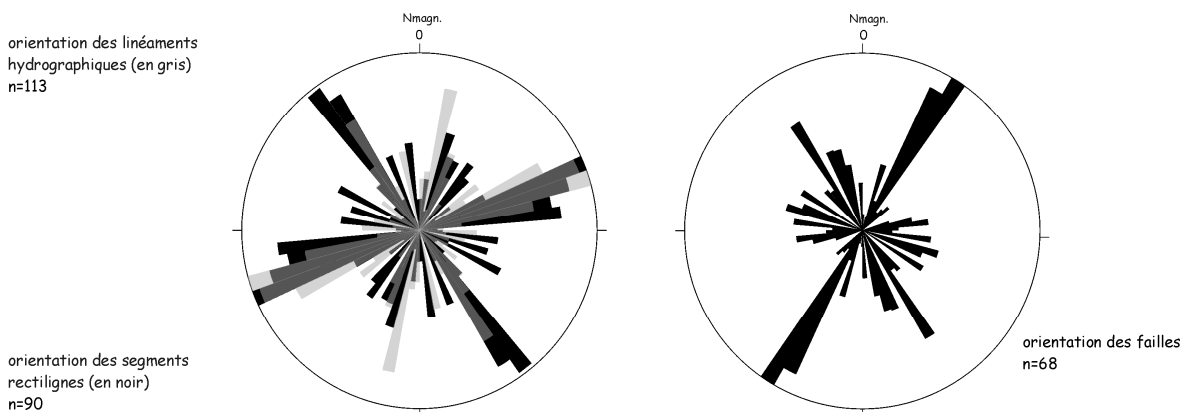 Nmagn.
0
orientation des linéaments
hydrographiques (en gris)
n=113
orientation des segments
rectilignes (en noir)
n=90
Nmagn.
0
orientation des failles
n=68